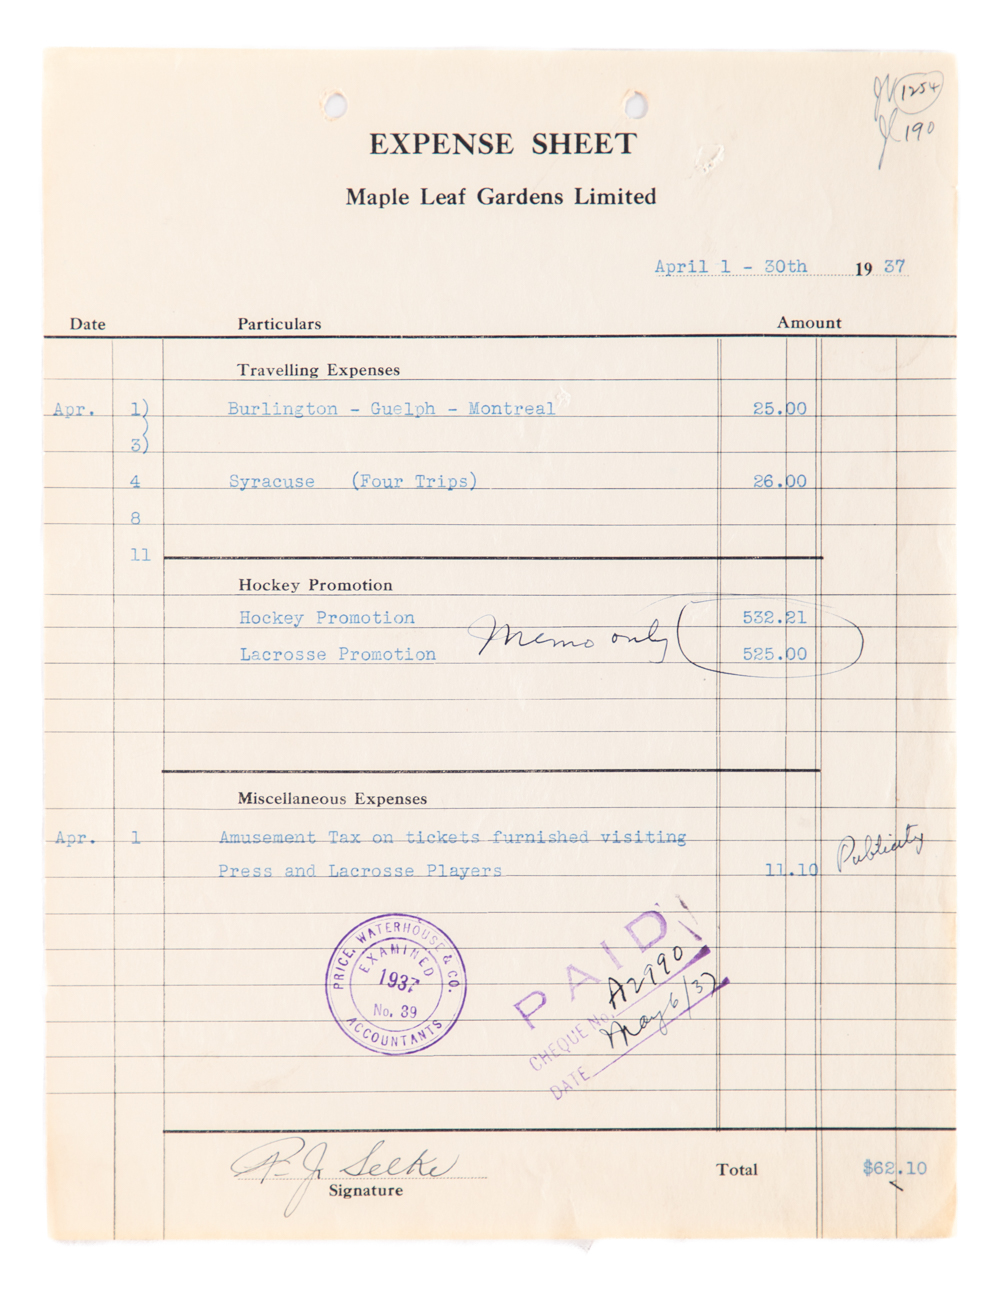 1254
190
EXPENSE SHEET
Maple Leaf Gardens Limited
April 1 - 30th 19 37
Date Particulars Amount
Travelling Expenses
Apr. 1) Burlington - Guelph - Montreal 25.00
)
3)
4 Syracuse (Four Trips) 26.00
8
11
Hockey Promotion
Hockey Promotion 532.21
Memo only
Lacrosse Promotion 525.00
Miscellaneous Expenses
Apr. 1 Amusement Tax on tickets furnished visiting
Press and Lacrosse Players 11.10 Publicity
PRICE, WATERHOUSE & CO.
EXAMINED
1937
No. 39
ACCOUNTANTS
PAID
CHEQUE No. A2990
DATE May 6/37
F. J. Selke
Signature
Total $62.10